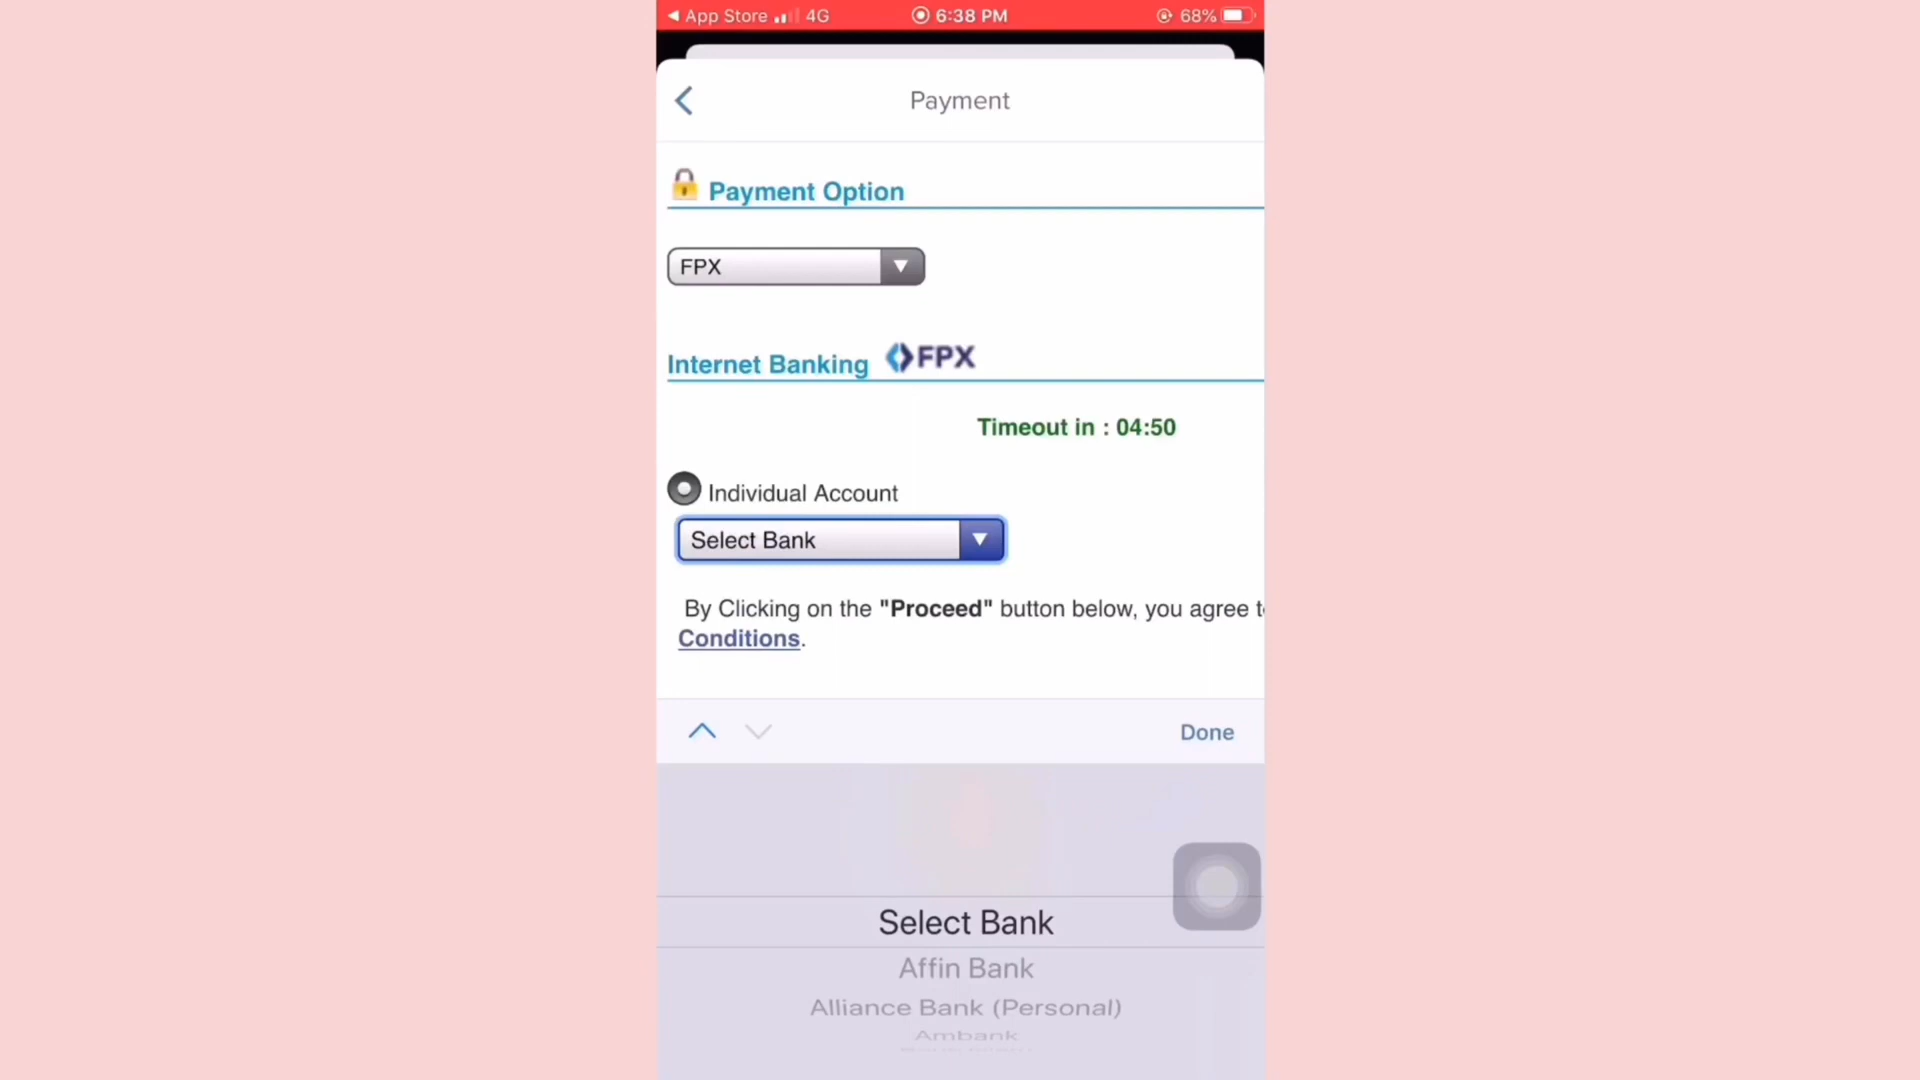 App Store 4G 6:38 PM 68%
Payment
Payment Option
FPX
Internet Banking FPX
Timeout in : 04:50
Individual Account
Select Bank
By Clicking on the "Proceed" button below, you agree
Conditions.
Done
Select Bank
Affin Bank
Alliance Bank (Personal)
Ambank